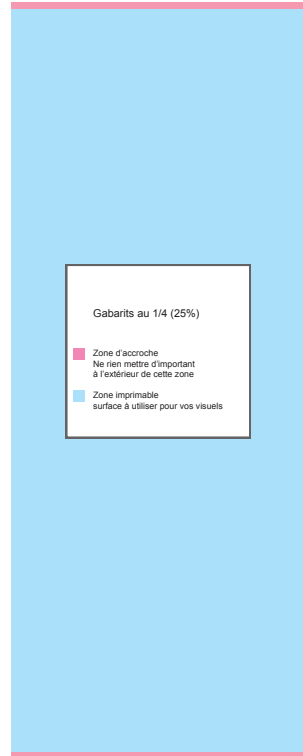 Gabarits au 1/4 (25%)
Zone d'accroche
Ne rien mettre d'important
à l'extérieur de cette zone
Zone imprimable
surface à utiliser pour vos visuels